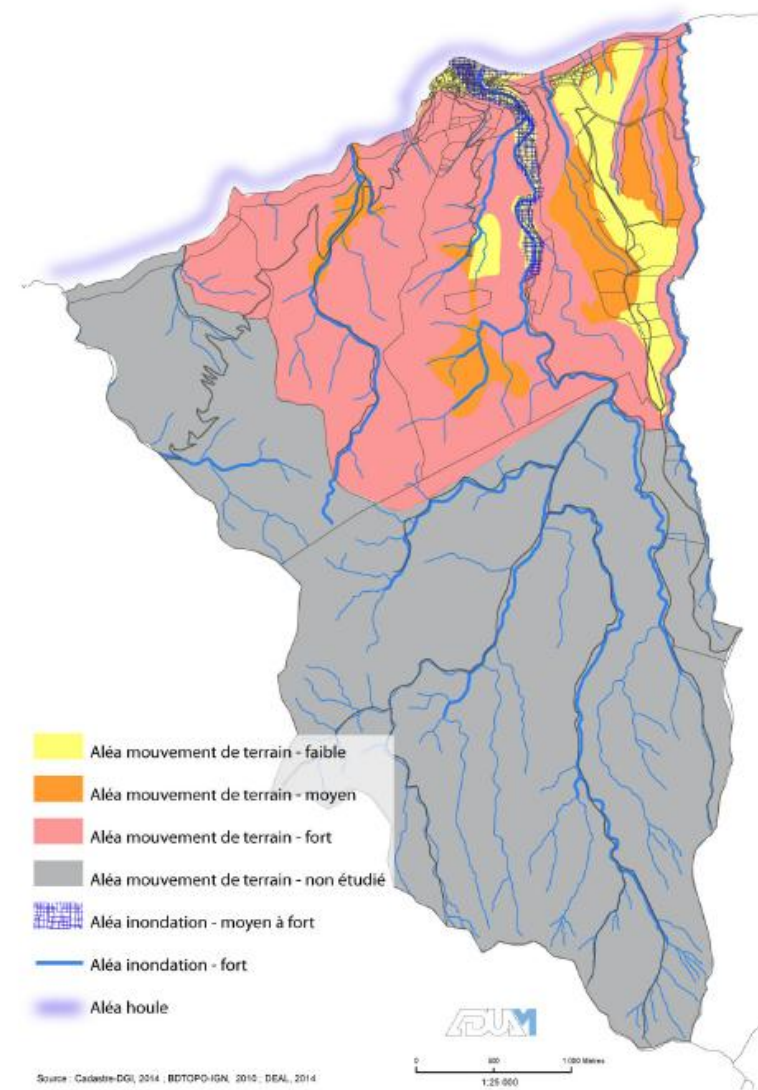 Aléa mouvement de terrain - faible
Aléa mouvement de terrain - moyen
Aléa mouvement de terrain - fort
Aléa mouvement de terrain - non étudié
Aléa inondation - moyen à fort
Aléa inondation - fort
Aléa houle
ADUAM
0 500 1 000 Mètres
1:25 000
Source : Cadastre-DGI, 2014 ; BDTOPO-IGN, 2010 ; DEAL, 2014